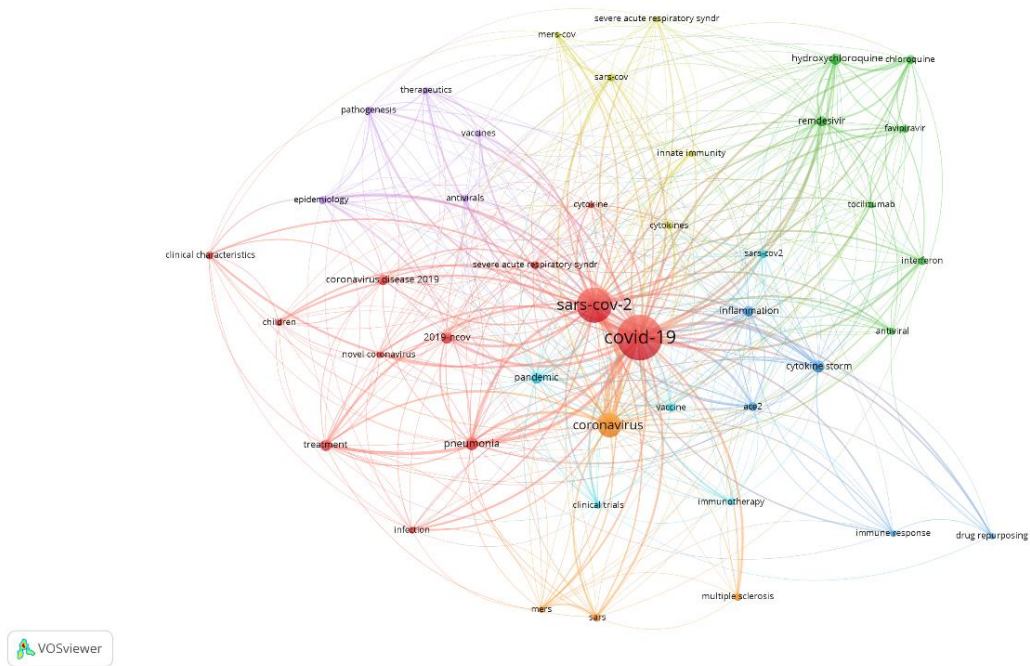 severe acute respiratory syndr
mers-cov
hydroxychloroquine
chloroquine
sars-cov
therapeutics
pathogenesis
remdesivir
favipiravir
vaccines
innate immunity
epidemiology
antivirals
cytokine
tocilizumab
cytokines
clinical characteristics
sars-cov2
severe acute respiratory syndr
interferon
coronavirus disease 2019
sars-cov-2
inflammation
children
2019-ncov
covid-19
antiviral
novel coronavirus
cytokine storm
pandemic
vaccine
ace2
coronavirus
treatment
pneumonia
clinical trials
immunotherapy
infection
immune response
drug repurposing
multiple sclerosis
mers
sars
VOSviewer